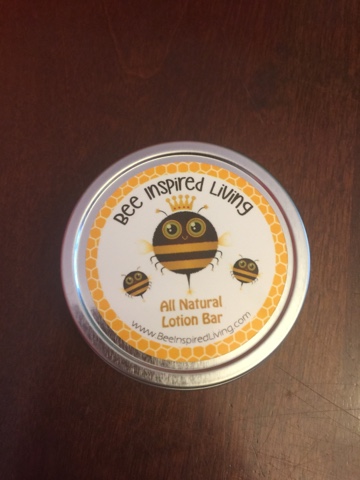 Bee Inspired Living
All Natural
Lotion Bar
www.BeeInspiredLiving.com